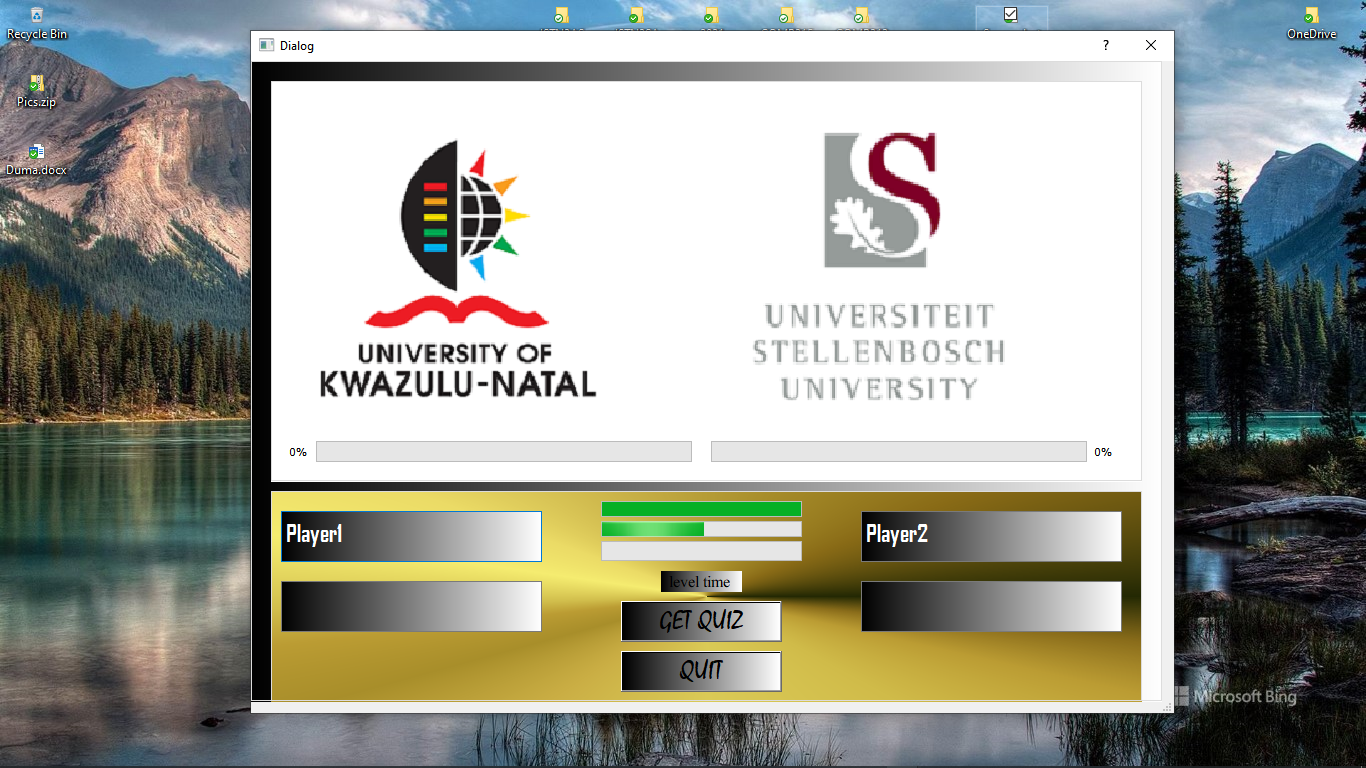 Recycle Bin
OneDrive
Dialog
?
Pics.zip
Duma.docx
UNIVERSITY OF
KWAZULU-NATAL
S
UNIVERSITEIT
STELLENBOSCH
UNIVERSITY
0%
0%
Player1
Player2
level time
GET QUIZ
QUIT
Microsoft Bing